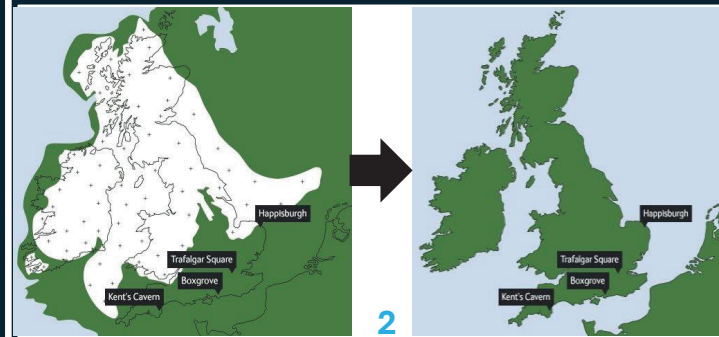 Happisburgh
Trafalgar Square
Boxgrove
Kent's Cavern
Happisburgh
Trafalgar Square
Boxgrove
Kent's Cavern
2